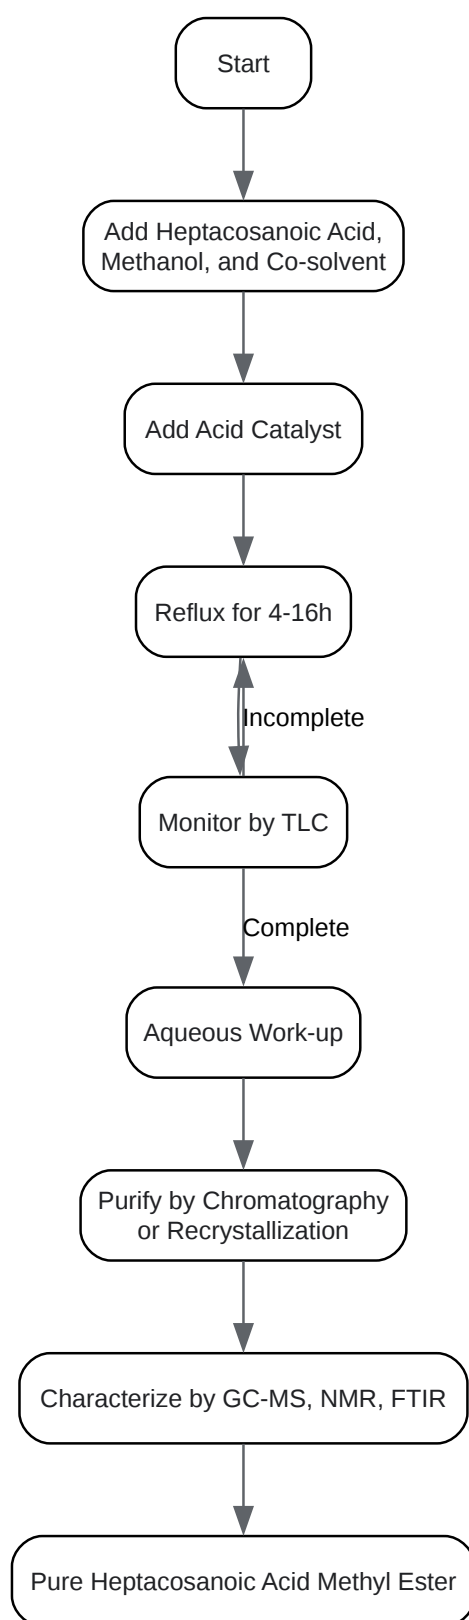 Start
Add Heptacosanoic Acid,
Methanol, and Co-solvent
Add Acid Catalyst
Reflux for 4-16h
Incomplete
Monitor by TLC
Complete
Aqueous Work-up
Purify by Chromatography
or Recrystallization
Characterize by GC-MS, NMR, FTIR
Pure Heptacosanoic Acid Methyl Ester